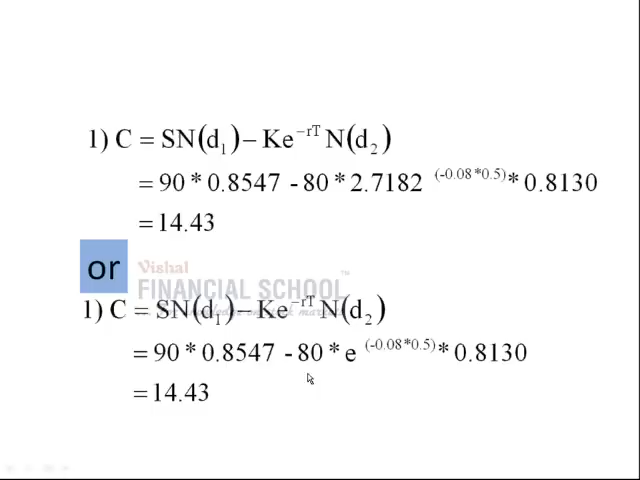 1) C = SN(d₁) – Ke⁻ʳᵀ N(d₂)
= 90 * 0.8547 - 80 * 2.7182 ^(-0.08*0.5) * 0.8130
= 14.43
or
Vishal
FINANCIAL SCHOOL™
1) C = SN(d₁) – Ke⁻ʳᵀ N(d₂)
= 90 * 0.8547 - 80 * e ^(-0.08*0.5) * 0.8130
= 14.43